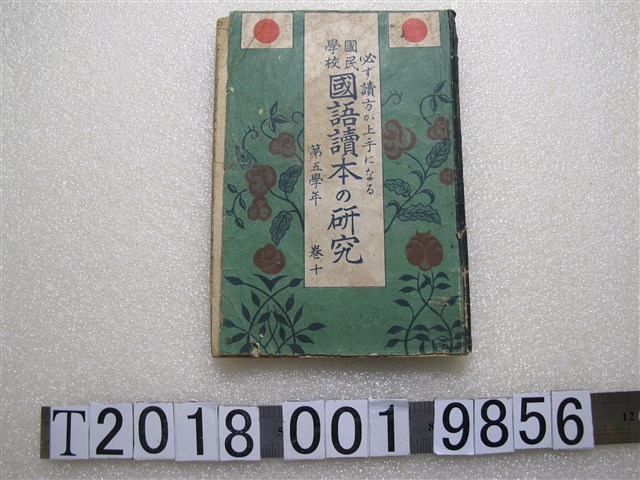 必ず讀方が上手になる
國民學校
國語讀本の研究
第五學年 卷十
T2018 001 9856
12